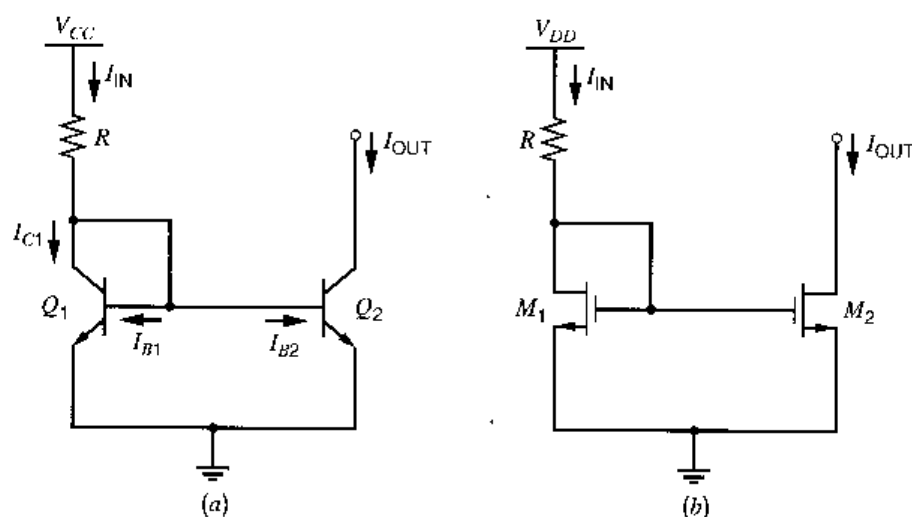 V_CC
I_IN
R
I_OUT
I_C1
Q_1
Q_2
I_B1
I_B2
(a)
V_DD
I_IN
R
I_OUT
M_1
M_2
(b)